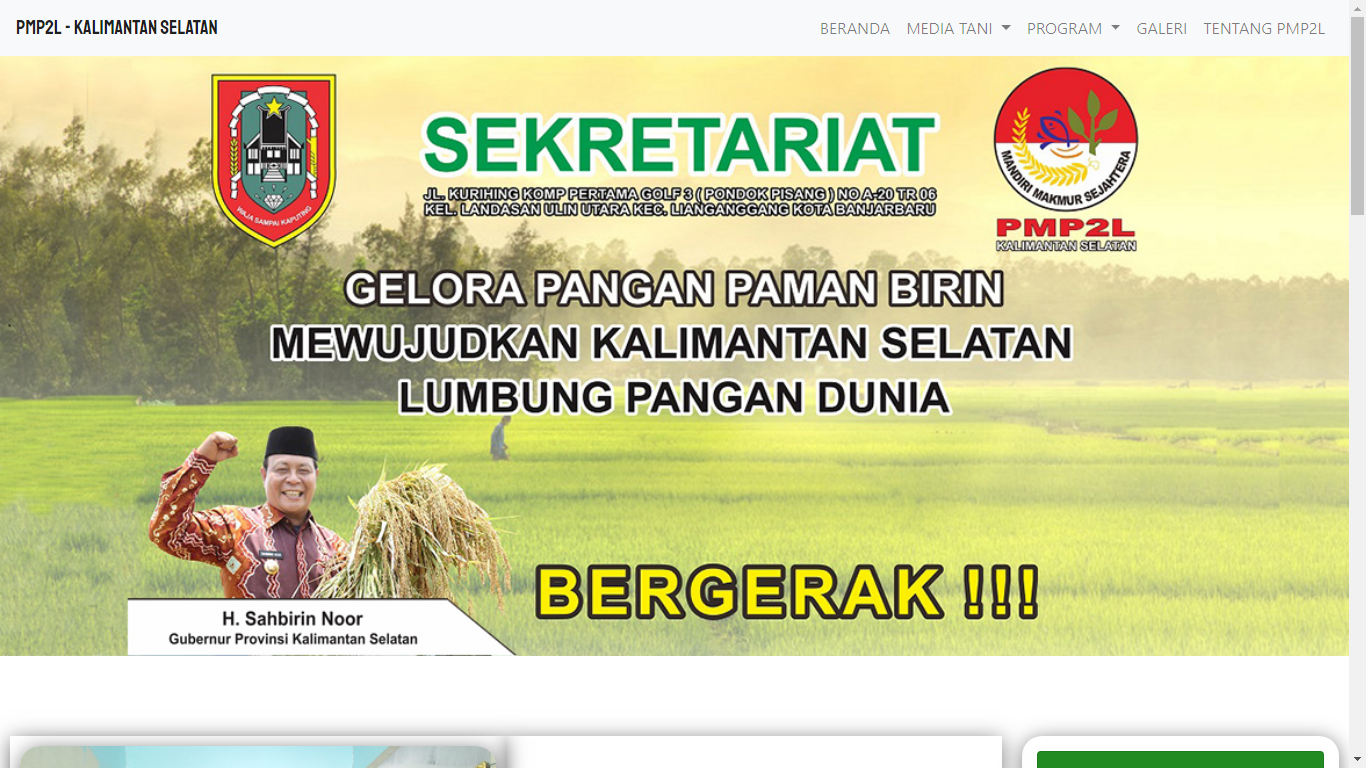 PMP2L - KALIMANTAN SELATAN
BERANDA MEDIA TANI PROGRAM GALERI TENTANG PMP2L
WAJA SAMPAI KAPUTING
SEKRETARIAT
JL. KURIHING KOMP PERTAMA GOLF 3 ( PONDOK PISANG ) NO A-20 TR 06
KEL. LANDASAN ULIN UTARA KEC. LIANGANGGANG KOTA BANJARBARU
MANDIRI MAKMUR SEJAHTERA
PMP2L
KALIMANTAN SELATAN
GELORA PANGAN PAMAN BIRIN
MEWUJUDKAN KALIMANTAN SELATAN
LUMBUNG PANGAN DUNIA
BERGERAK !!!
H. Sahbirin Noor
Gubernur Provinsi Kalimantan Selatan